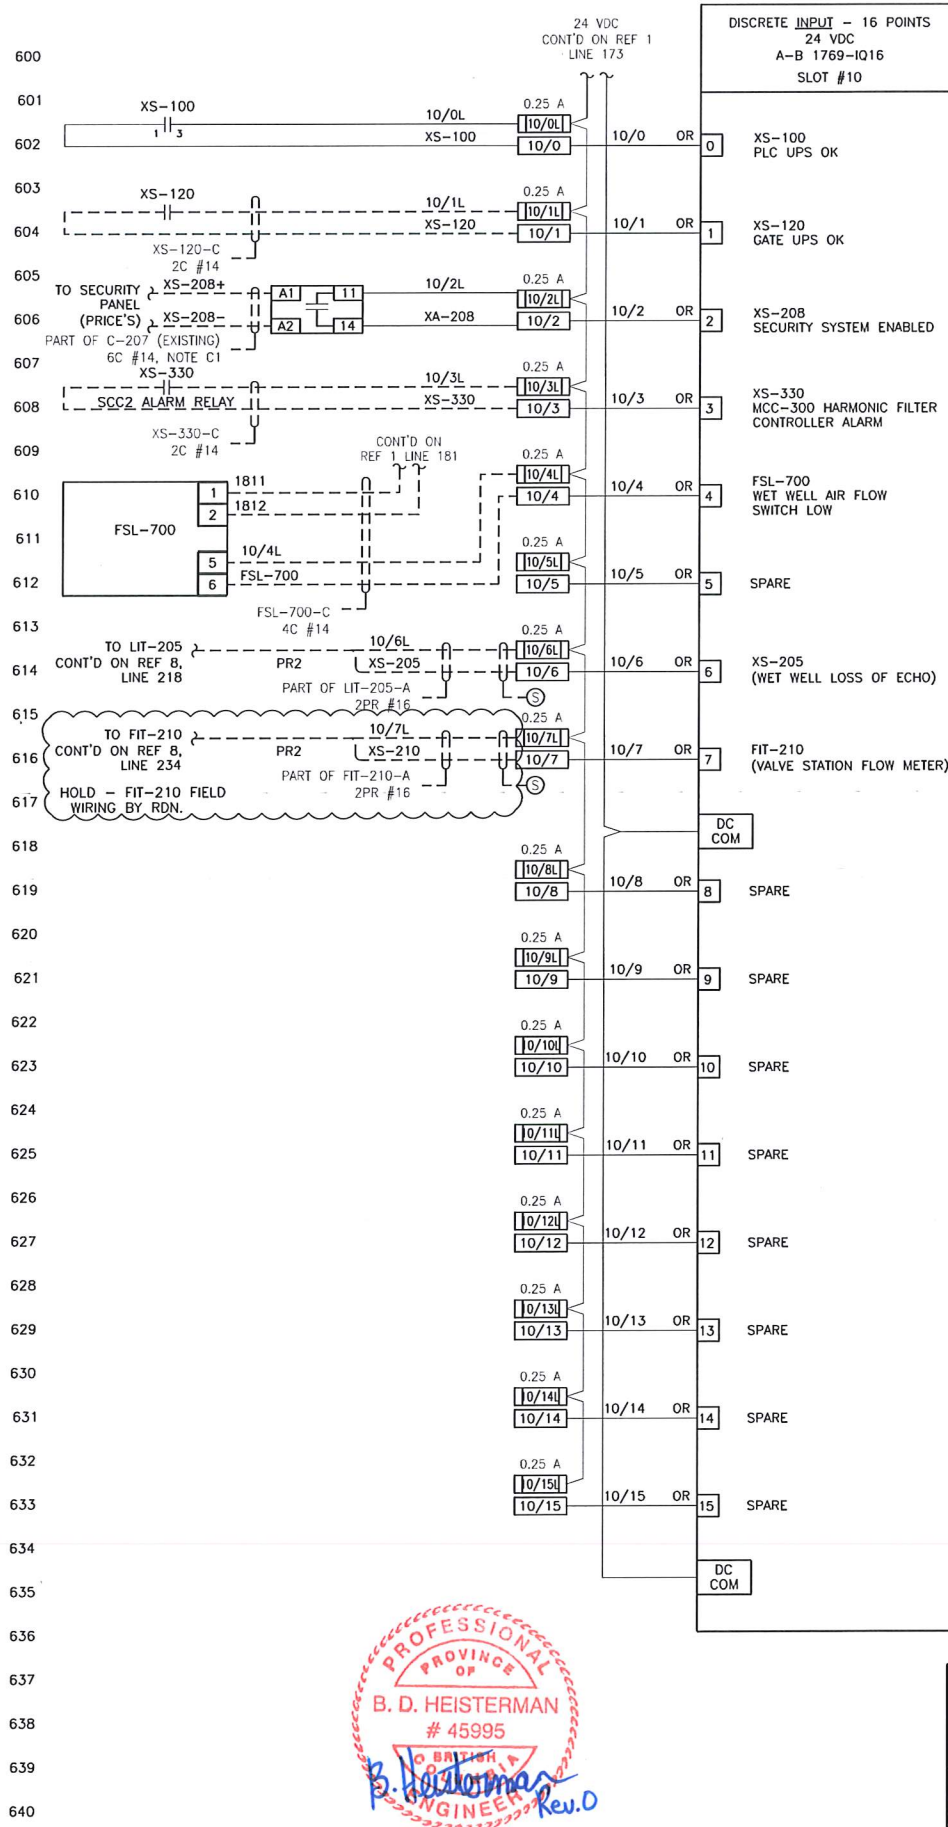 24 VDC
CONT'D ON REF 1
LINE 173
DISCRETE INPUT - 16 POINTS
24 VDC
A-B 1769-IQ16
SLOT #10
600
601
XS-100
1 3
10/0L
0.25 A
10/0L
602
XS-100
10/0
10/0 OR
0
XS-100
PLC UPS OK
603
XS-120
10/1L
0.25 A
10/1L
604
XS-120
10/1
10/1 OR
1
XS-120
GATE UPS OK
XS-120-C
2C #14
605
TO SECURITY
PANEL
(PRICE'S)
XS-208+
A1
11
10/2L
0.25 A
10/2L
606
XS-208-
A2
14
XA-208
10/2
10/2 OR
2
XS-208
SECURITY SYSTEM ENABLED
PART OF C-207 (EXISTING)
6C #14, NOTE C1
607
XS-330
10/3L
0.25 A
10/3L
608
SCC2 ALARM RELAY
XS-330
10/3
10/3 OR
3
XS-330
MCC-300 HARMONIC FILTER
CONTROLLER ALARM
XS-330-C
2C #14
609
CONT'D ON
REF 1 LINE 181
0.25 A
10/4L
610
1
1811
2
1812
10/4
10/4 OR
4
FSL-700
WET WELL AIR FLOW
SWITCH LOW
FSL-700
611
5
10/4L
0.25 A
10/5L
612
6
FSL-700
10/5
10/5 OR
5
SPARE
FSL-700-C
4C #14
613
TO LIT-205
CONT'D ON REF 8,
LINE 218
10/6L
0.25 A
10/6L
614
PR2
XS-205
10/6
10/6 OR
6
XS-205
(WET WELL LOSS OF ECHO)
PART OF LIT-205-A
2PR #16
S
615
TO FIT-210
CONT'D ON REF 8,
LINE 234
10/7L
0.25 A
10/7L
616
PR2
XS-210
10/7
10/7 OR
7
FIT-210
(VALVE STATION FLOW METER)
PART OF FIT-210-A
2PR #16
S
617
HOLD - FIT-210 FIELD
WIRING BY RDN.
618
DC
COM
0.25 A
10/8L
619
10/8
10/8 OR
8
SPARE
620
0.25 A
10/9L
621
10/9
10/9 OR
9
SPARE
622
0.25 A
10/10L
623
10/10
10/10 OR
10
SPARE
624
0.25 A
10/11L
625
10/11
10/11 OR
11
SPARE
626
0.25 A
10/12L
627
10/12
10/12 OR
12
SPARE
628
0.25 A
10/13L
629
10/13
10/13 OR
13
SPARE
630
0.25 A
10/14L
631
10/14
10/14 OR
14
SPARE
632
0.25 A
10/15L
633
10/15
10/15 OR
15
SPARE
634
635
DC
COM
636
637
638
639
640
PROFESSIONAL
PROVINCE
OF
B. D. HEISTERMAN
# 45995
BRITISH
COLUMBIA
ENGINEER
B. Heisterman
Rev.0